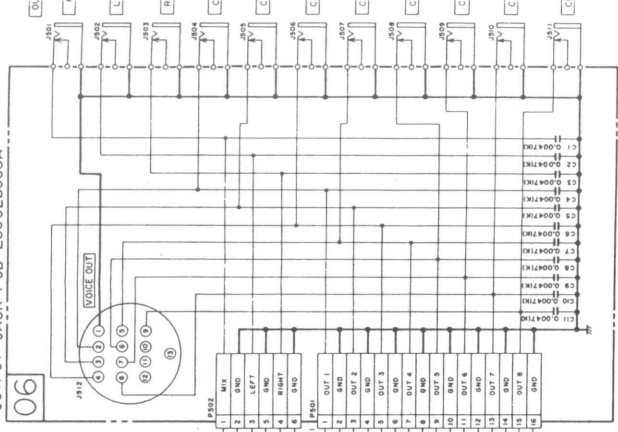 J501
J502
J503
J504
J505
J506
J507
J508
J509
J510
J511
06
VOICE OUT
J512
1
2
3
4
5
6
7
8
9
10
11
12
13
C1 0.0047(K)
C2 0.0047(K)
C3 0.0047(K)
C4 0.0047(K)
C5 0.0047(K)
C6 0.0047(K)
C7 0.0047(K)
C8 0.0047(K)
C9 0.0047(K)
C10 0.0047(K)
C11 0.0047(K)
P502
1 MIX
2 GND
3 LEFT
5 GND
4 RIGHT
6 GND
P501
1 OUT 1
2 GND
3 OUT 2
4 GND
5 OUT 3
6 GND
7 OUT 4
8 GND
9 OUT 5
10 GND
11 OUT 6
12 GND
13 OUT 7
14 GND
15 OUT 8
16 GND